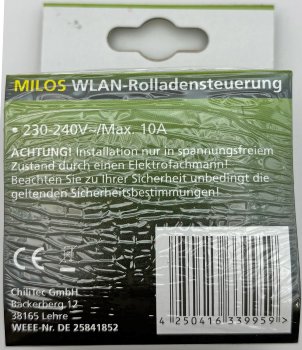 MILOS WLAN-Rolladensteuerung
• 230-240V~/Max. 10A
ACHTUNG! Installation nur in spannungsfreiem
Zustand durch einen Elektrofachmann!
Beachten Sie zu Ihrer Sicherheit unbedingt die
geltenden Sicherheitsbestimmungen!
CE
ChiliTec GmbH
Bäckerberg 12
38165 Lehre
WEEE-Nr. DE 25841852
4 250416 339959 >